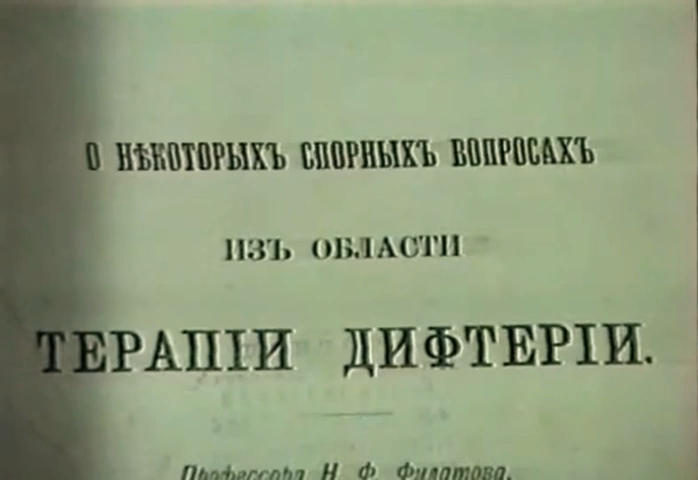 О НѢКОТОРЫХЪ СПОРНЫХЪ ВОПРОСАХЪ
ИЗЪ ОБЛАСТИ
ТЕРАПІИ ДИФТЕРІИ.
Профессора Н. Ф. Филатова.